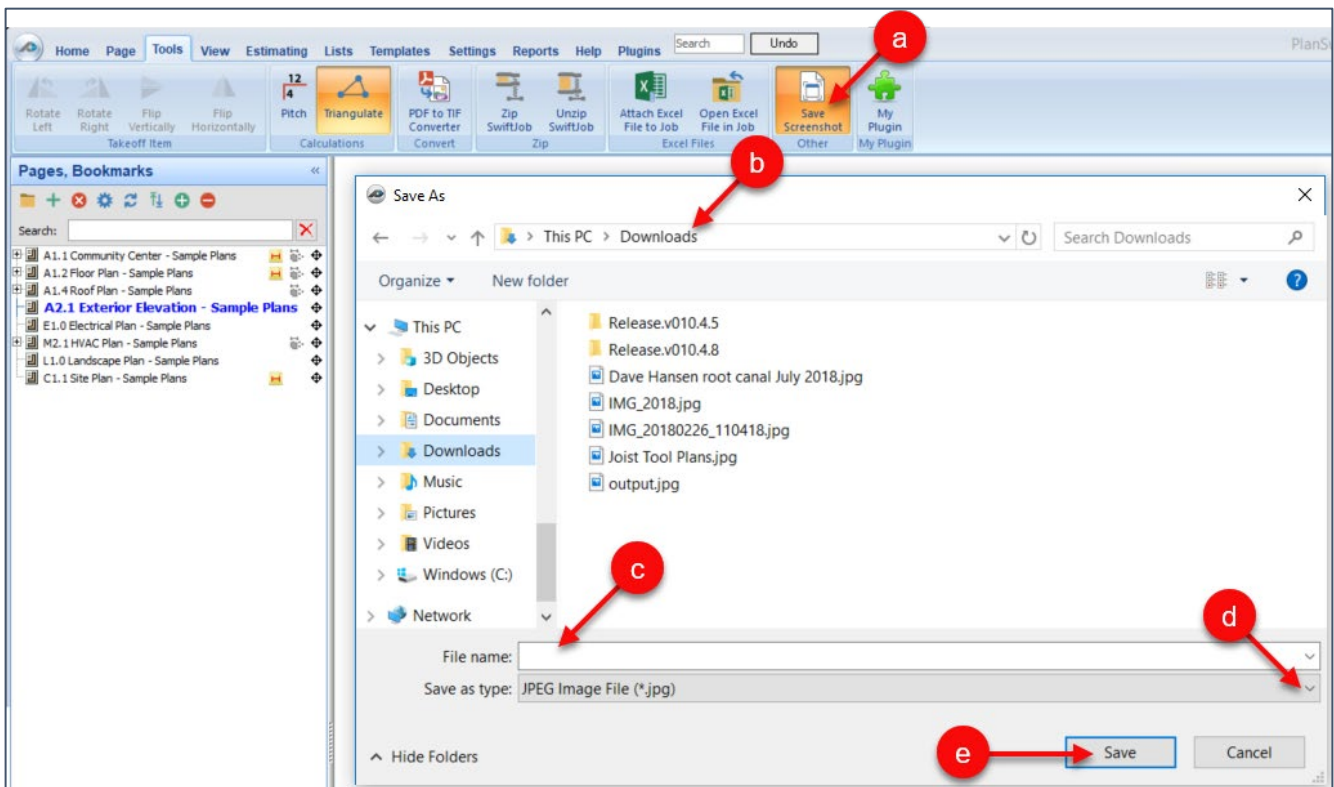 Home Page Tools View Estimating Lists Templates Settings Reports Help Plugins Search Undo
a
Rotate Left
Rotate Right
Flip Vertically
Flip Horizontally
Takeoff Item
12
4
Pitch
Triangulate
Calculations
PDF to TIF Converter
Convert
Zip SwiftJob
Unzip SwiftJob
Zip
Attach Excel File to Job
Open Excel File in Job
Excel Files
Save Screenshot
Other
My Plugin
My Plugin
Pages, Bookmarks
Search:
A1.1 Community Center - Sample Plans
A1.2 Floor Plan - Sample Plans
A1.4 Roof Plan - Sample Plans
A2.1 Exterior Elevation - Sample Plans
E1.0 Electrical Plan - Sample Plans
M2.1 HVAC Plan - Sample Plans
L1.0 Landscape Plan - Sample Plans
C1.1 Site Plan - Sample Plans
b
Save As
This PC > Downloads
Search Downloads
Organize
New folder
This PC
3D Objects
Desktop
Documents
Downloads
Music
Pictures
Videos
Windows (C:)
Network
Release.v010.4.5
Release.v010.4.8
Dave Hansen root canal July 2018.jpg
IMG_2018.jpg
IMG_20180226_110418.jpg
Joist Tool Plans.jpg
output.jpg
c
d
File name:
Save as type: JPEG Image File (*.jpg)
Hide Folders
e
Save
Cancel